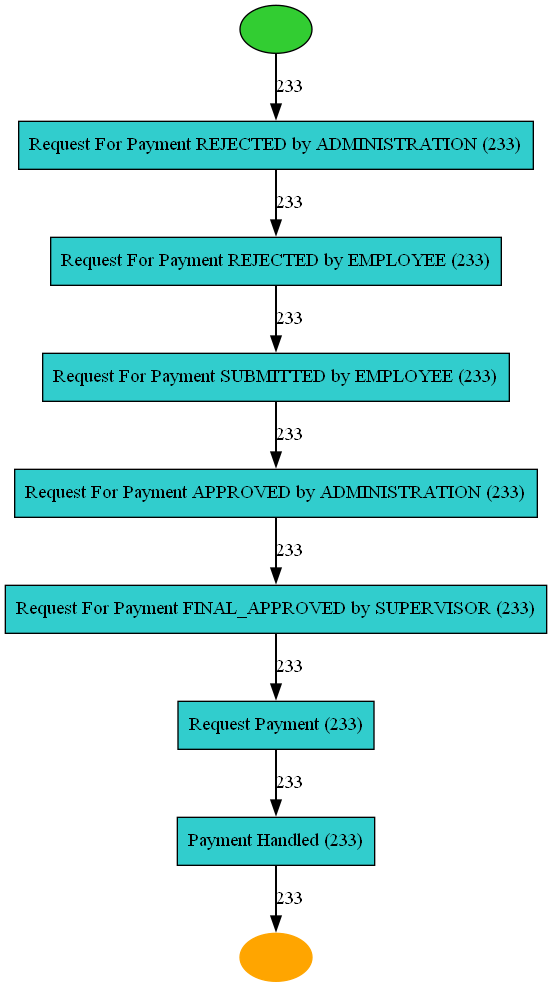 233
Request For Payment REJECTED by ADMINISTRATION (233)
233
Request For Payment REJECTED by EMPLOYEE (233)
233
Request For Payment SUBMITTED by EMPLOYEE (233)
233
Request For Payment APPROVED by ADMINISTRATION (233)
233
Request For Payment FINAL_APPROVED by SUPERVISOR (233)
233
Request Payment (233)
233
Payment Handled (233)
233